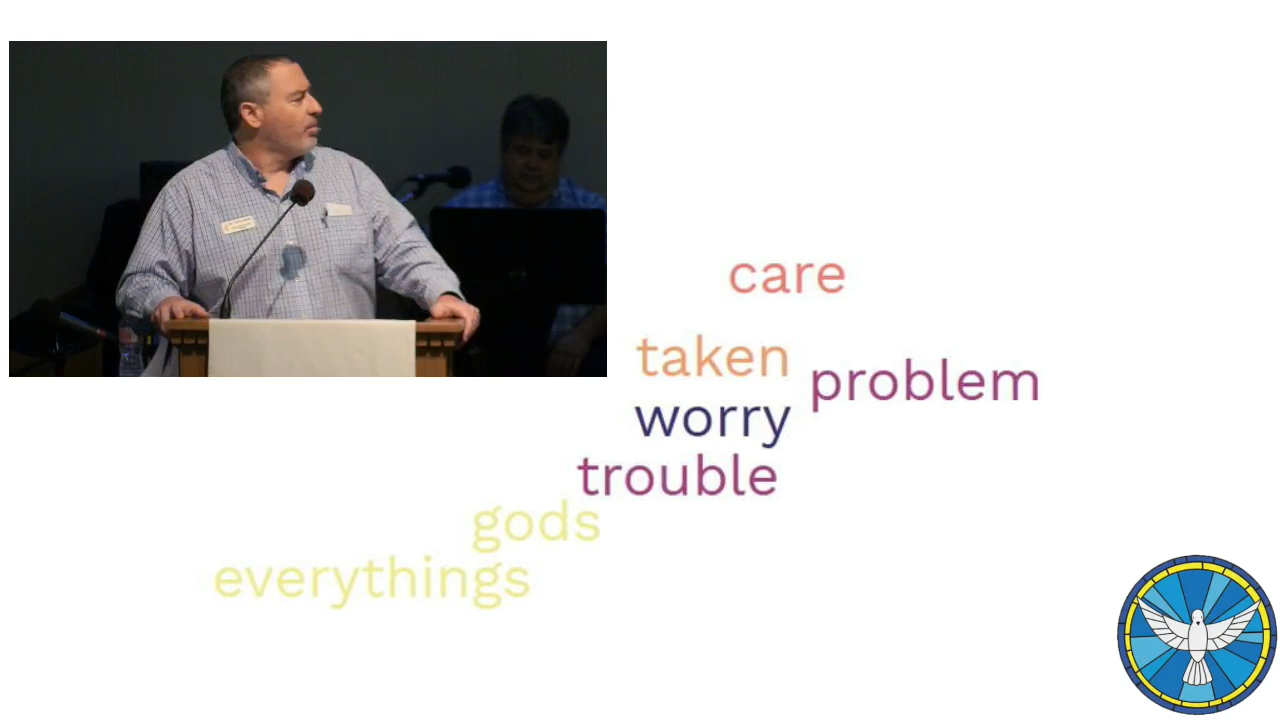 care
taken
problem
worry
trouble
gods
everythings